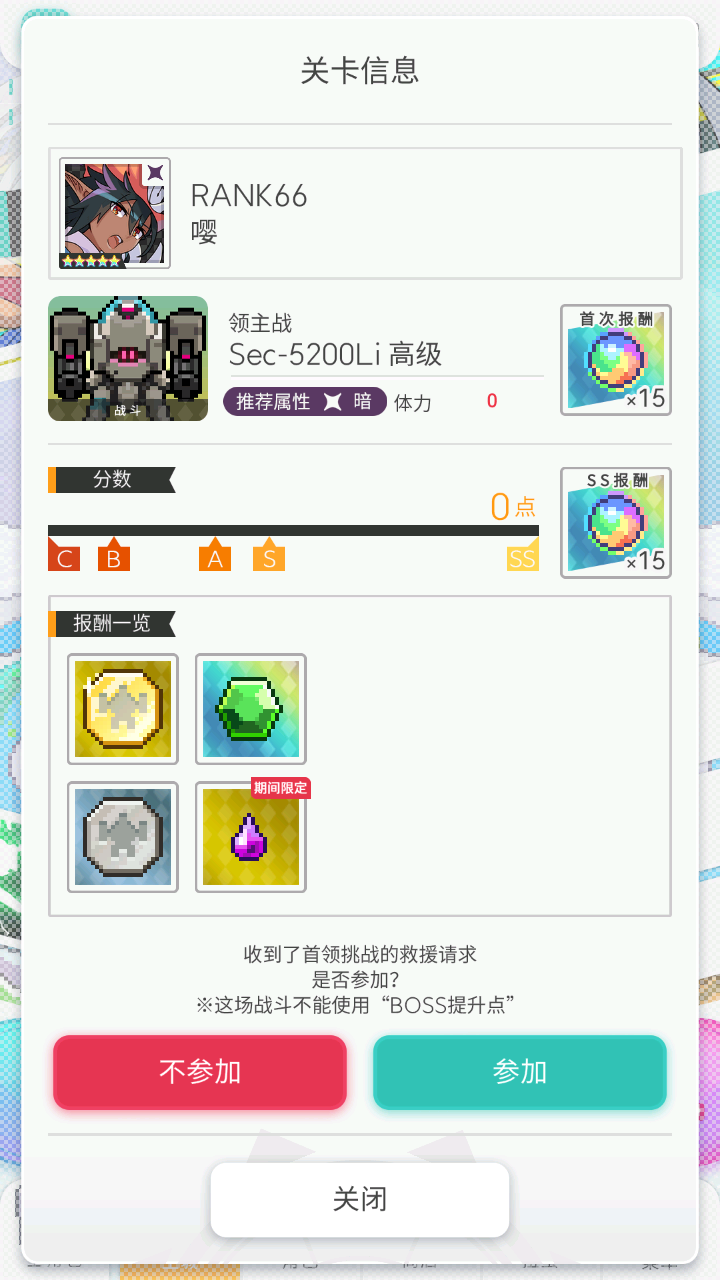 关卡信息
RANK66
嘤
领主战
Sec-5200Li 高级
战斗
推荐属性 暗 体力 0
首次报酬
×15
分数
0点
C B A S SS
SS报酬
×15
报酬一览
期间限定
收到了首领挑战的救援请求
是否参加?
※这场战斗不能使用“BOSS提升点”
不参加 参加
关闭